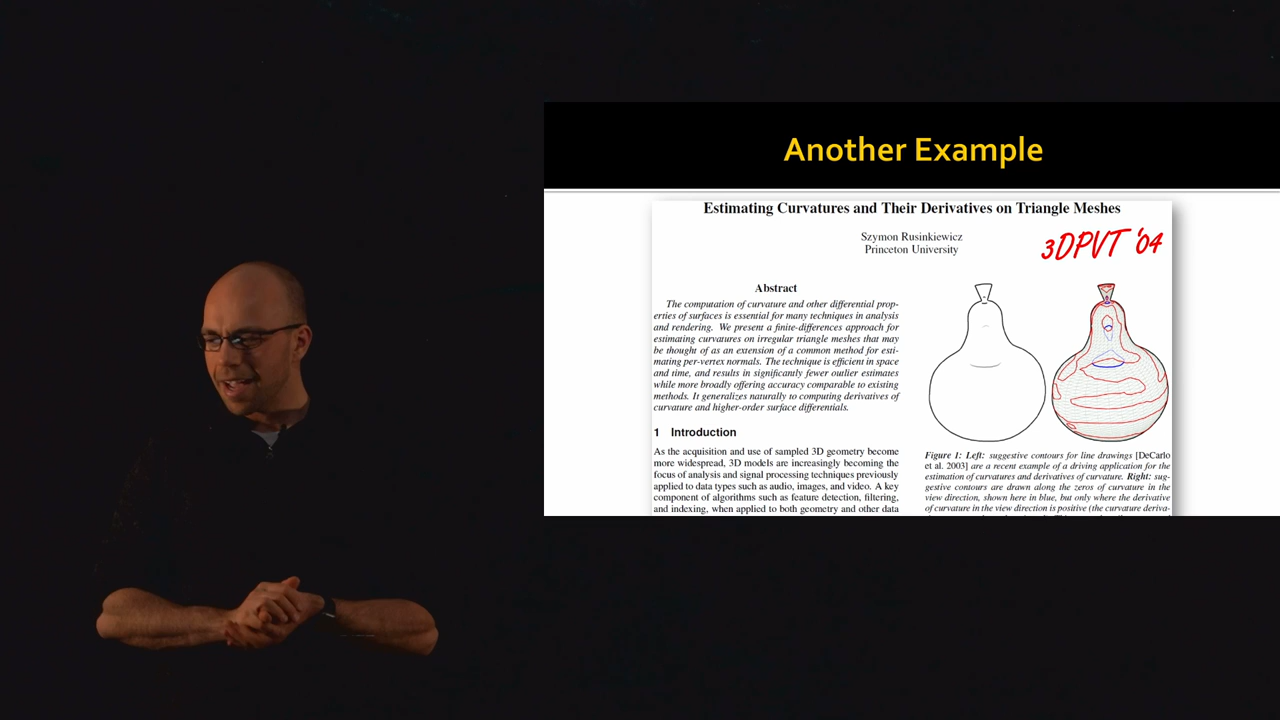 Another Example
Estimating Curvatures and Their Derivatives on Triangle Meshes
Szymon Rusinkiewicz
Princeton University
3DPVT '04
Abstract
The computation of curvature and other differential prop-
erties of surfaces is essential for many techniques in analysis
and rendering. We present a finite-differences approach for
estimating curvatures on irregular triangle meshes that may
be thought of as an extension of a common method for esti-
mating per-vertex normals. The technique is efficient in space
and time, and results in significantly fewer outlier estimates
while more broadly offering accuracy comparable to existing
methods. It generalizes naturally to computing derivatives of
curvature and higher-order surface differentials.
1 Introduction
As the acquisition and use of sampled 3D geometry become
more widespread, 3D models are increasingly becoming the
focus of analysis and signal processing techniques previously
applied to data types such as audio, images, and video. A key
component of algorithms such as feature detection, filtering,
and indexing, when applied to both geometry and other data
Figure 1: Left: suggestive contours for line drawings [DeCarlo
et al. 2003] are a recent example of a driving application for the
estimation of curvatures and derivatives of curvature. Right: sug-
gestive contours are drawn along the zeros of curvature in the
view direction, shown here in blue, but only where the derivative
of curvature in the view direction is positive (the curvature deriva-